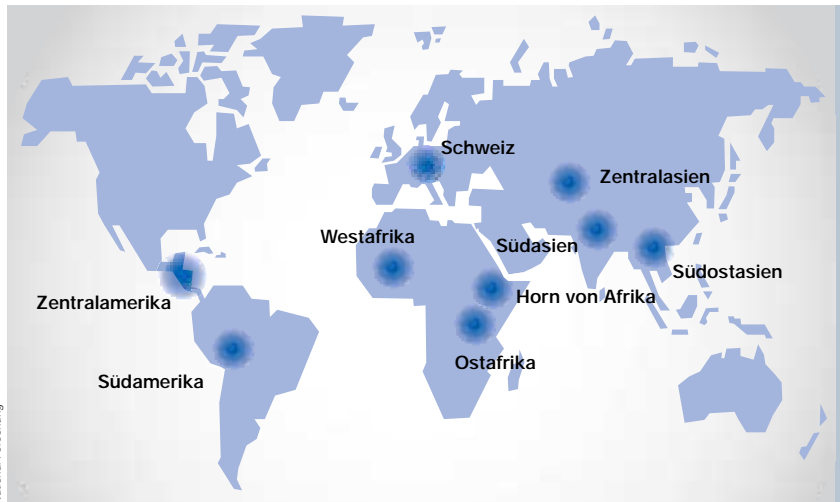 Schweiz
Zentralasien
Westafrika
Südasien
Südostasien
Zentralamerika
Horn von Afrika
Ostafrika
Südamerika